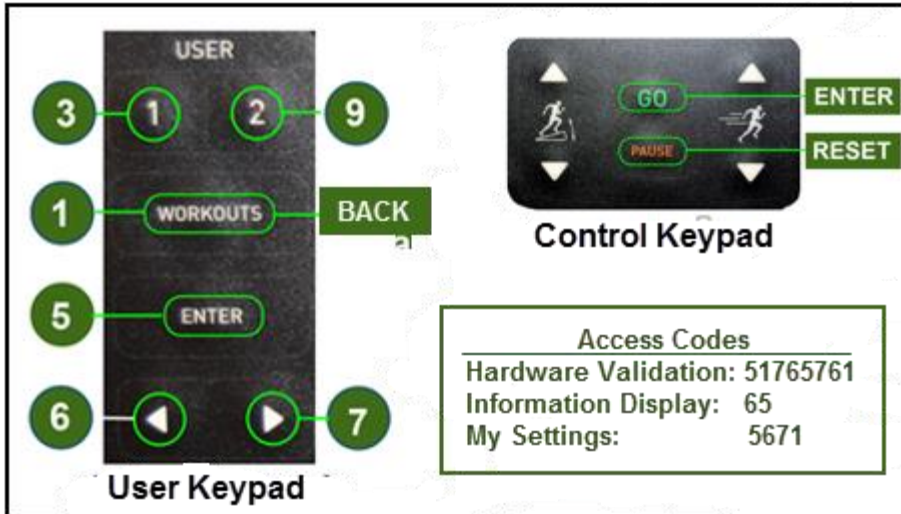 USER
3
1
2
9
1
WORKOUTS
BACK
5
ENTER
6
7
User Keypad
GO
ENTER
PAUSE
RESET
Control Keypad
Access Codes
Hardware Validation: 51765761
Information Display: 65
My Settings: 5671